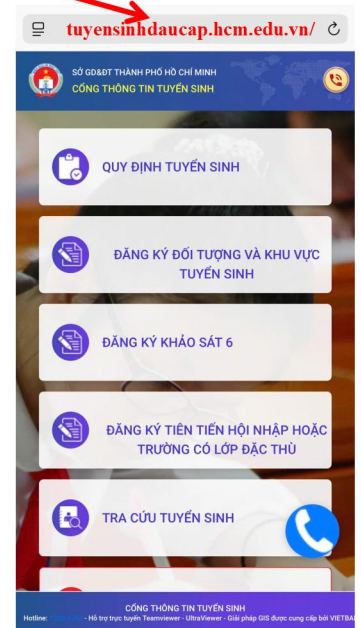 tuyensinhdaucap.hcm.edu.vn/
SỞ GD&ĐT THÀNH PHỐ HỒ CHÍ MINH
CỔNG THÔNG TIN TUYỂN SINH
QUY ĐỊNH TUYỂN SINH
ĐĂNG KÝ ĐỐI TƯỢNG VÀ KHU VỰC
TUYỂN SINH
ĐĂNG KÝ KHẢO SÁT 6
ĐĂNG KÝ TIÊN TIẾN HỘI NHẬP HOẶC
TRƯỜNG CÓ LỚP ĐẶC THÙ
TRA CỨU TUYỂN SINH
CỔNG THÔNG TIN TUYỂN SINH
Hotline: - Hỗ trợ trực tuyến Teamviewer - UltraViewer - Giải pháp GIS được cung cấp bởi VIETBA